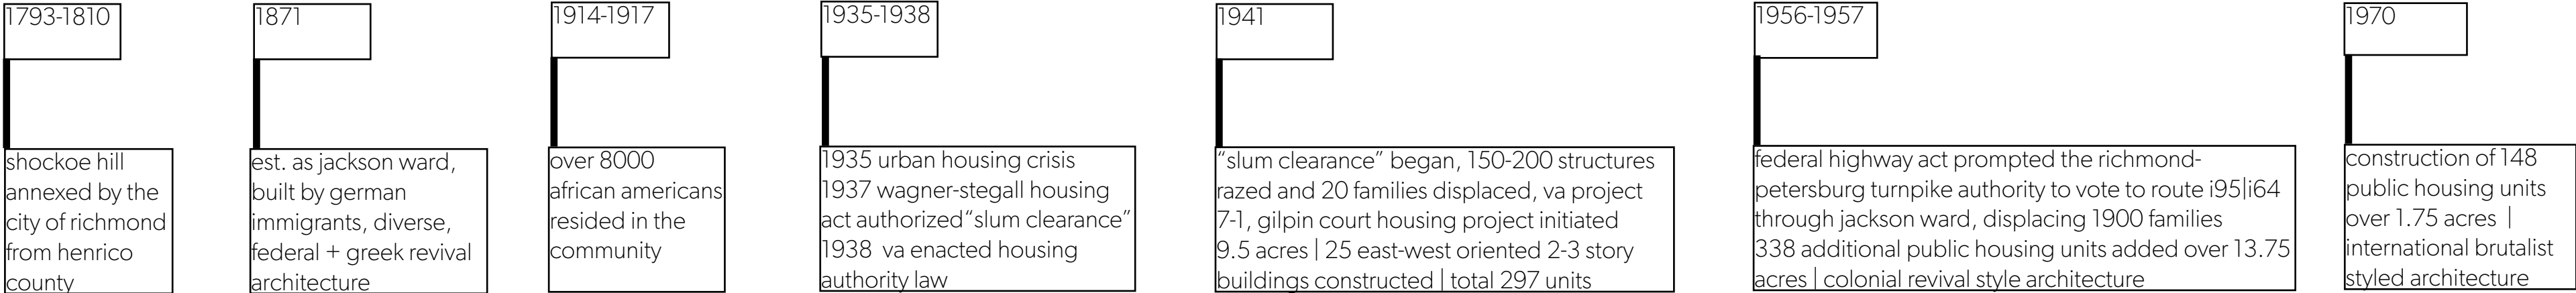 1793-1810
shockoe hill
annexed by the
city of richmond
from henrico
county
1871
est. as jackson ward,
built by german
immigrants, diverse,
federal + greek revival
architecture
1914-1917
over 8000
african americans
resided in the
community
1935-1938
1935 urban housing crisis
1937 wagner-stegall housing
act authorized“slum clearance”
1938  va enacted housing
authority law
1941
“slum clearance” began, 150-200 structures
razed and 20 families displaced, va project
7-1, gilpin court housing project initiated
9.5 acres | 25 east-west oriented 2-3 story
buildings constructed | total 297 units
1956-1957
federal highway act prompted the richmond-
petersburg turnpike authority to vote to route i95|i64
through jackson ward, displacing 1900 families
338 additional public housing units added over 13.75
acres | colonial revival style architecture
1970
construction of 148
public housing units
over 1.75 acres  |
international brutalist
styled architecture